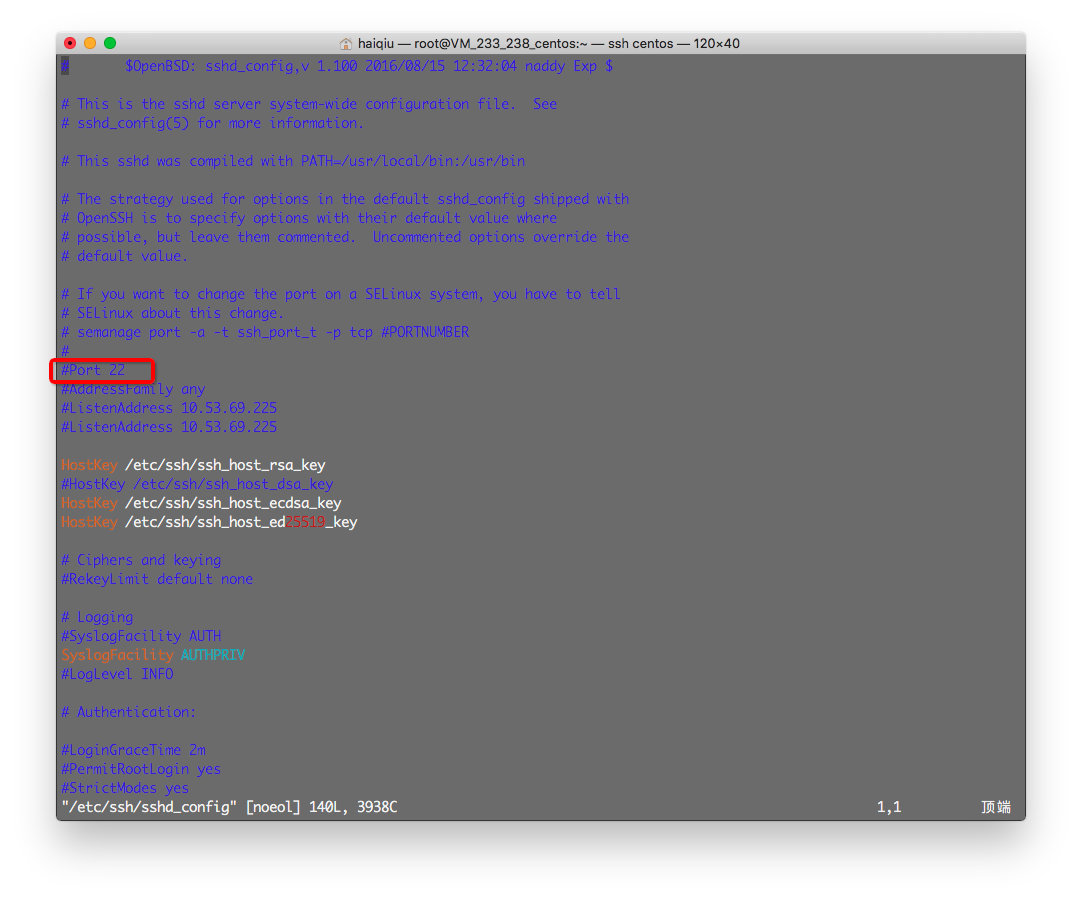 haiqiu — root@VM_233_238_centos:~ — ssh centos — 120×40
#       $OpenBSD: sshd_config,v 1.100 2016/08/15 12:32:04 naddy Exp $
# This is the sshd server system-wide configuration file.  See
# sshd_config(5) for more information.
# This sshd was compiled with PATH=/usr/local/bin:/usr/bin
# The strategy used for options in the default sshd_config shipped with
# OpenSSH is to specify options with their default value where
# possible, but leave them commented.  Uncommented options override the
# default value.
# If you want to change the port on a SELinux system, you have to tell
# SELinux about this change.
# semanage port -a -t ssh_port_t -p tcp #PORTNUMBER
#
#Port 22
#AddressFamily any
#ListenAddress 10.53.69.225
#ListenAddress 10.53.69.225
HostKey /etc/ssh/ssh_host_rsa_key
#HostKey /etc/ssh/ssh_host_dsa_key
HostKey /etc/ssh/ssh_host_ecdsa_key
HostKey /etc/ssh/ssh_host_ed25519_key
# Ciphers and keying
#RekeyLimit default none
# Logging
#SyslogFacility AUTH
SyslogFacility AUTHPRIV
#LogLevel INFO
# Authentication:
#LoginGraceTime 2m
#PermitRootLogin yes
#StrictModes yes
"/etc/ssh/sshd_config" [noeol] 140L, 3938C 1,1 顶端